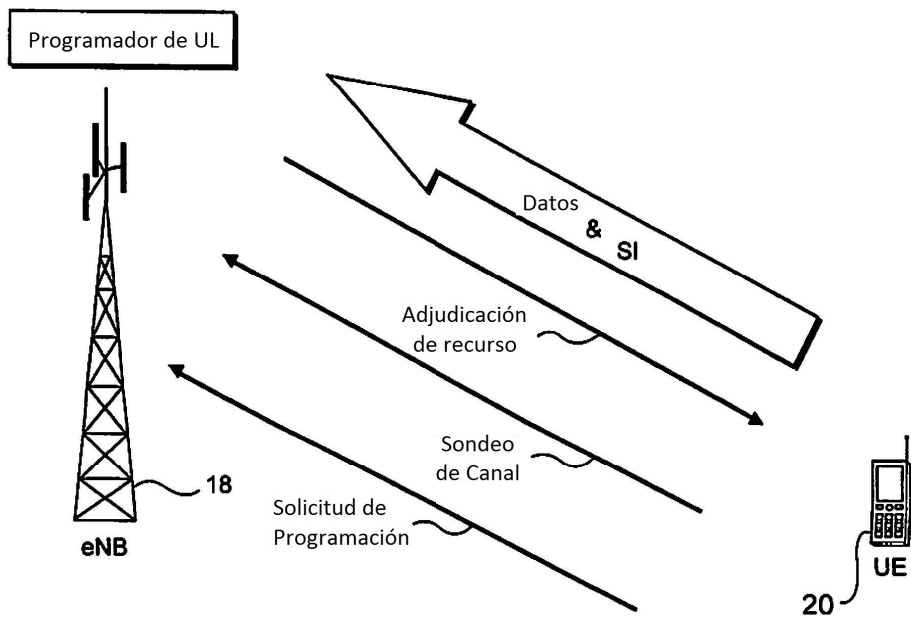 Programador de UL
Datos
&
SI
Adjudicación
de recurso
Sondeo
de Canal
Solicitud de
Programación
18
eNB
UE
20